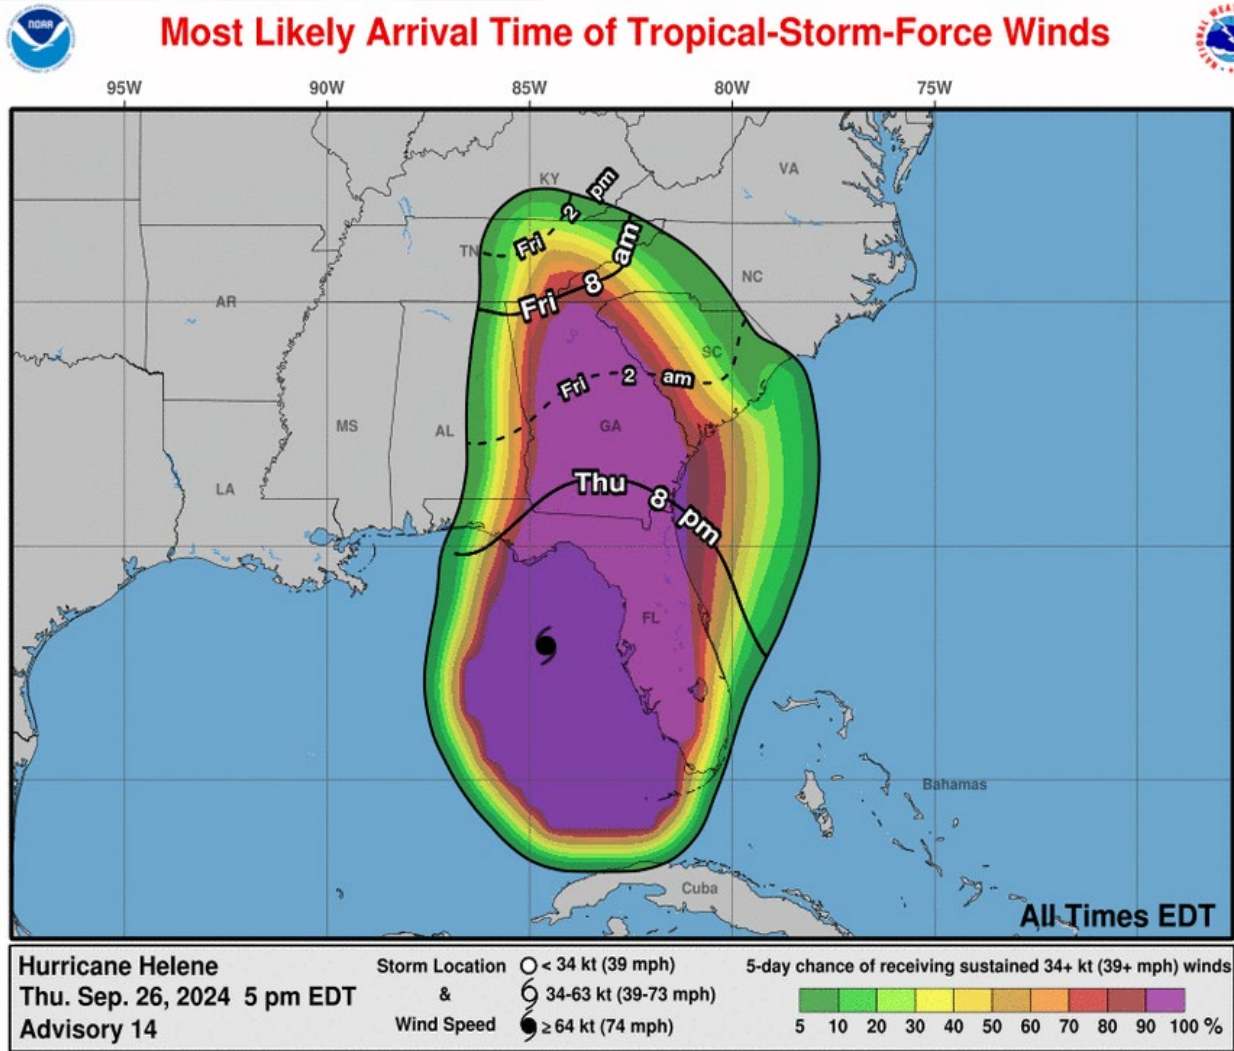 NOAA
Most Likely Arrival Time of Tropical-Storm-Force Winds
95W 90W 85W 80W 75W
KY
VA
2 pm
TN
Fri
am
NC
AR
Fri 8
SC
Fri 2 am
MS
AL
GA
LA
Thu 8 pm
FL
Bahamas
Cuba
All Times EDT
Hurricane Helene
Thu. Sep. 26, 2024 5 pm EDT
Advisory 14
Storm Location
&
Wind Speed
< 34 kt (39 mph)
34-63 kt (39-73 mph)
≥ 64 kt (74 mph)
5-day chance of receiving sustained 34+ kt (39+ mph) winds
5 10 20 30 40 50 60 70 80 90 100 %